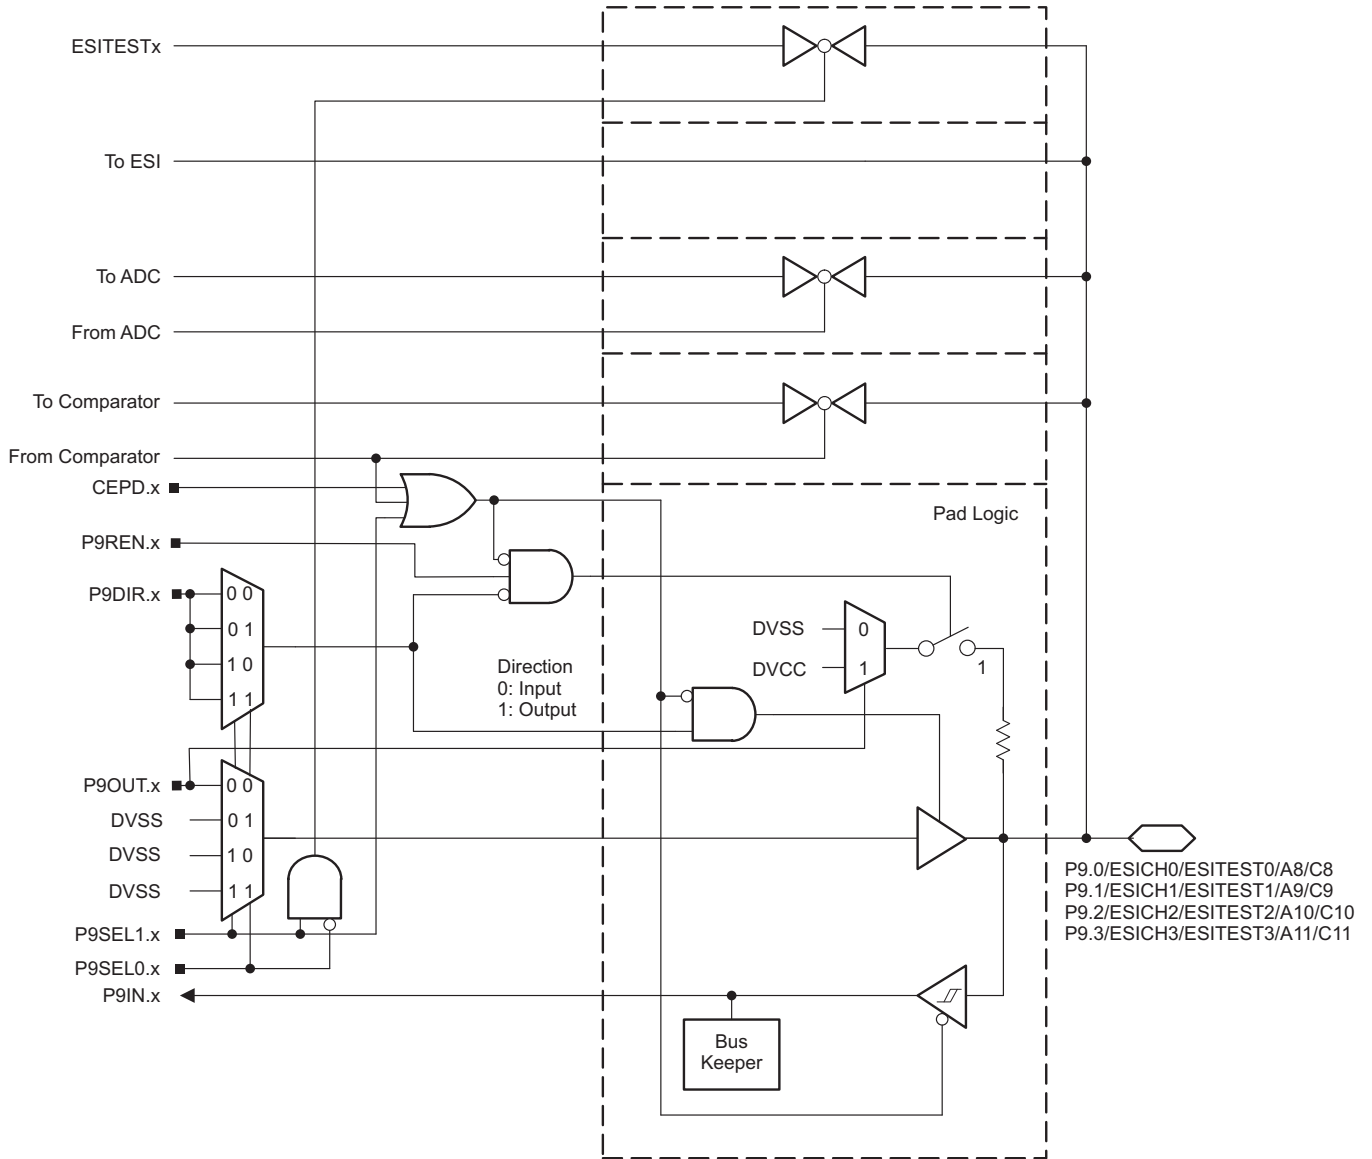 ESITESTx
To ESI
To ADC
From ADC
To Comparator
From Comparator
CEPD.x
Pad Logic
P9REN.x
P9DIR.x
0 0
0 1
1 0
1 1
DVSS
0
DVCC
1
1
Direction
0: Input
1: Output
P9OUT.x
0 0
DVSS
0 1
DVSS
1 0
DVSS
1 1
P9.0/ESICH0/ESITEST0/A8/C8
P9.1/ESICH1/ESITEST1/A9/C9
P9.2/ESICH2/ESITEST2/A10/C10
P9.3/ESICH3/ESITEST3/A11/C11
P9SEL1.x
P9SEL0.x
P9IN.x
Bus
Keeper